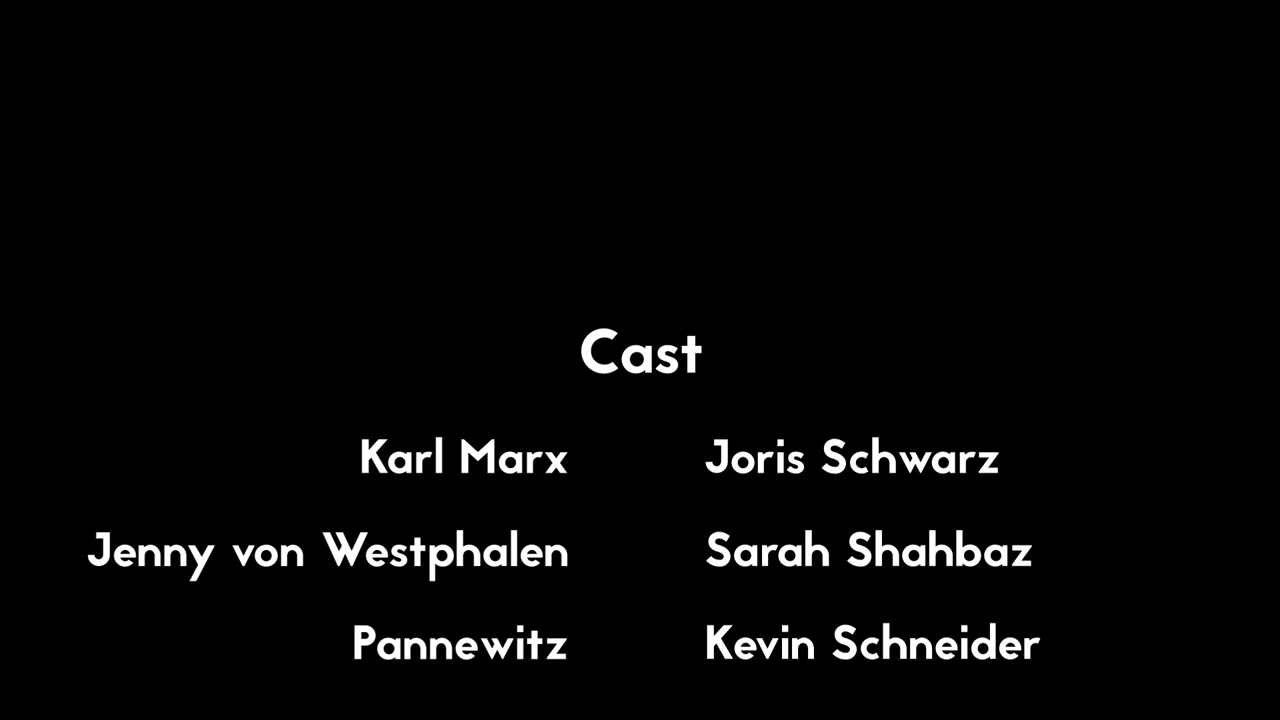 Cast
Karl Marx Joris Schwarz
Jenny von Westphalen Sarah Shahbaz
Pannewitz Kevin Schneider